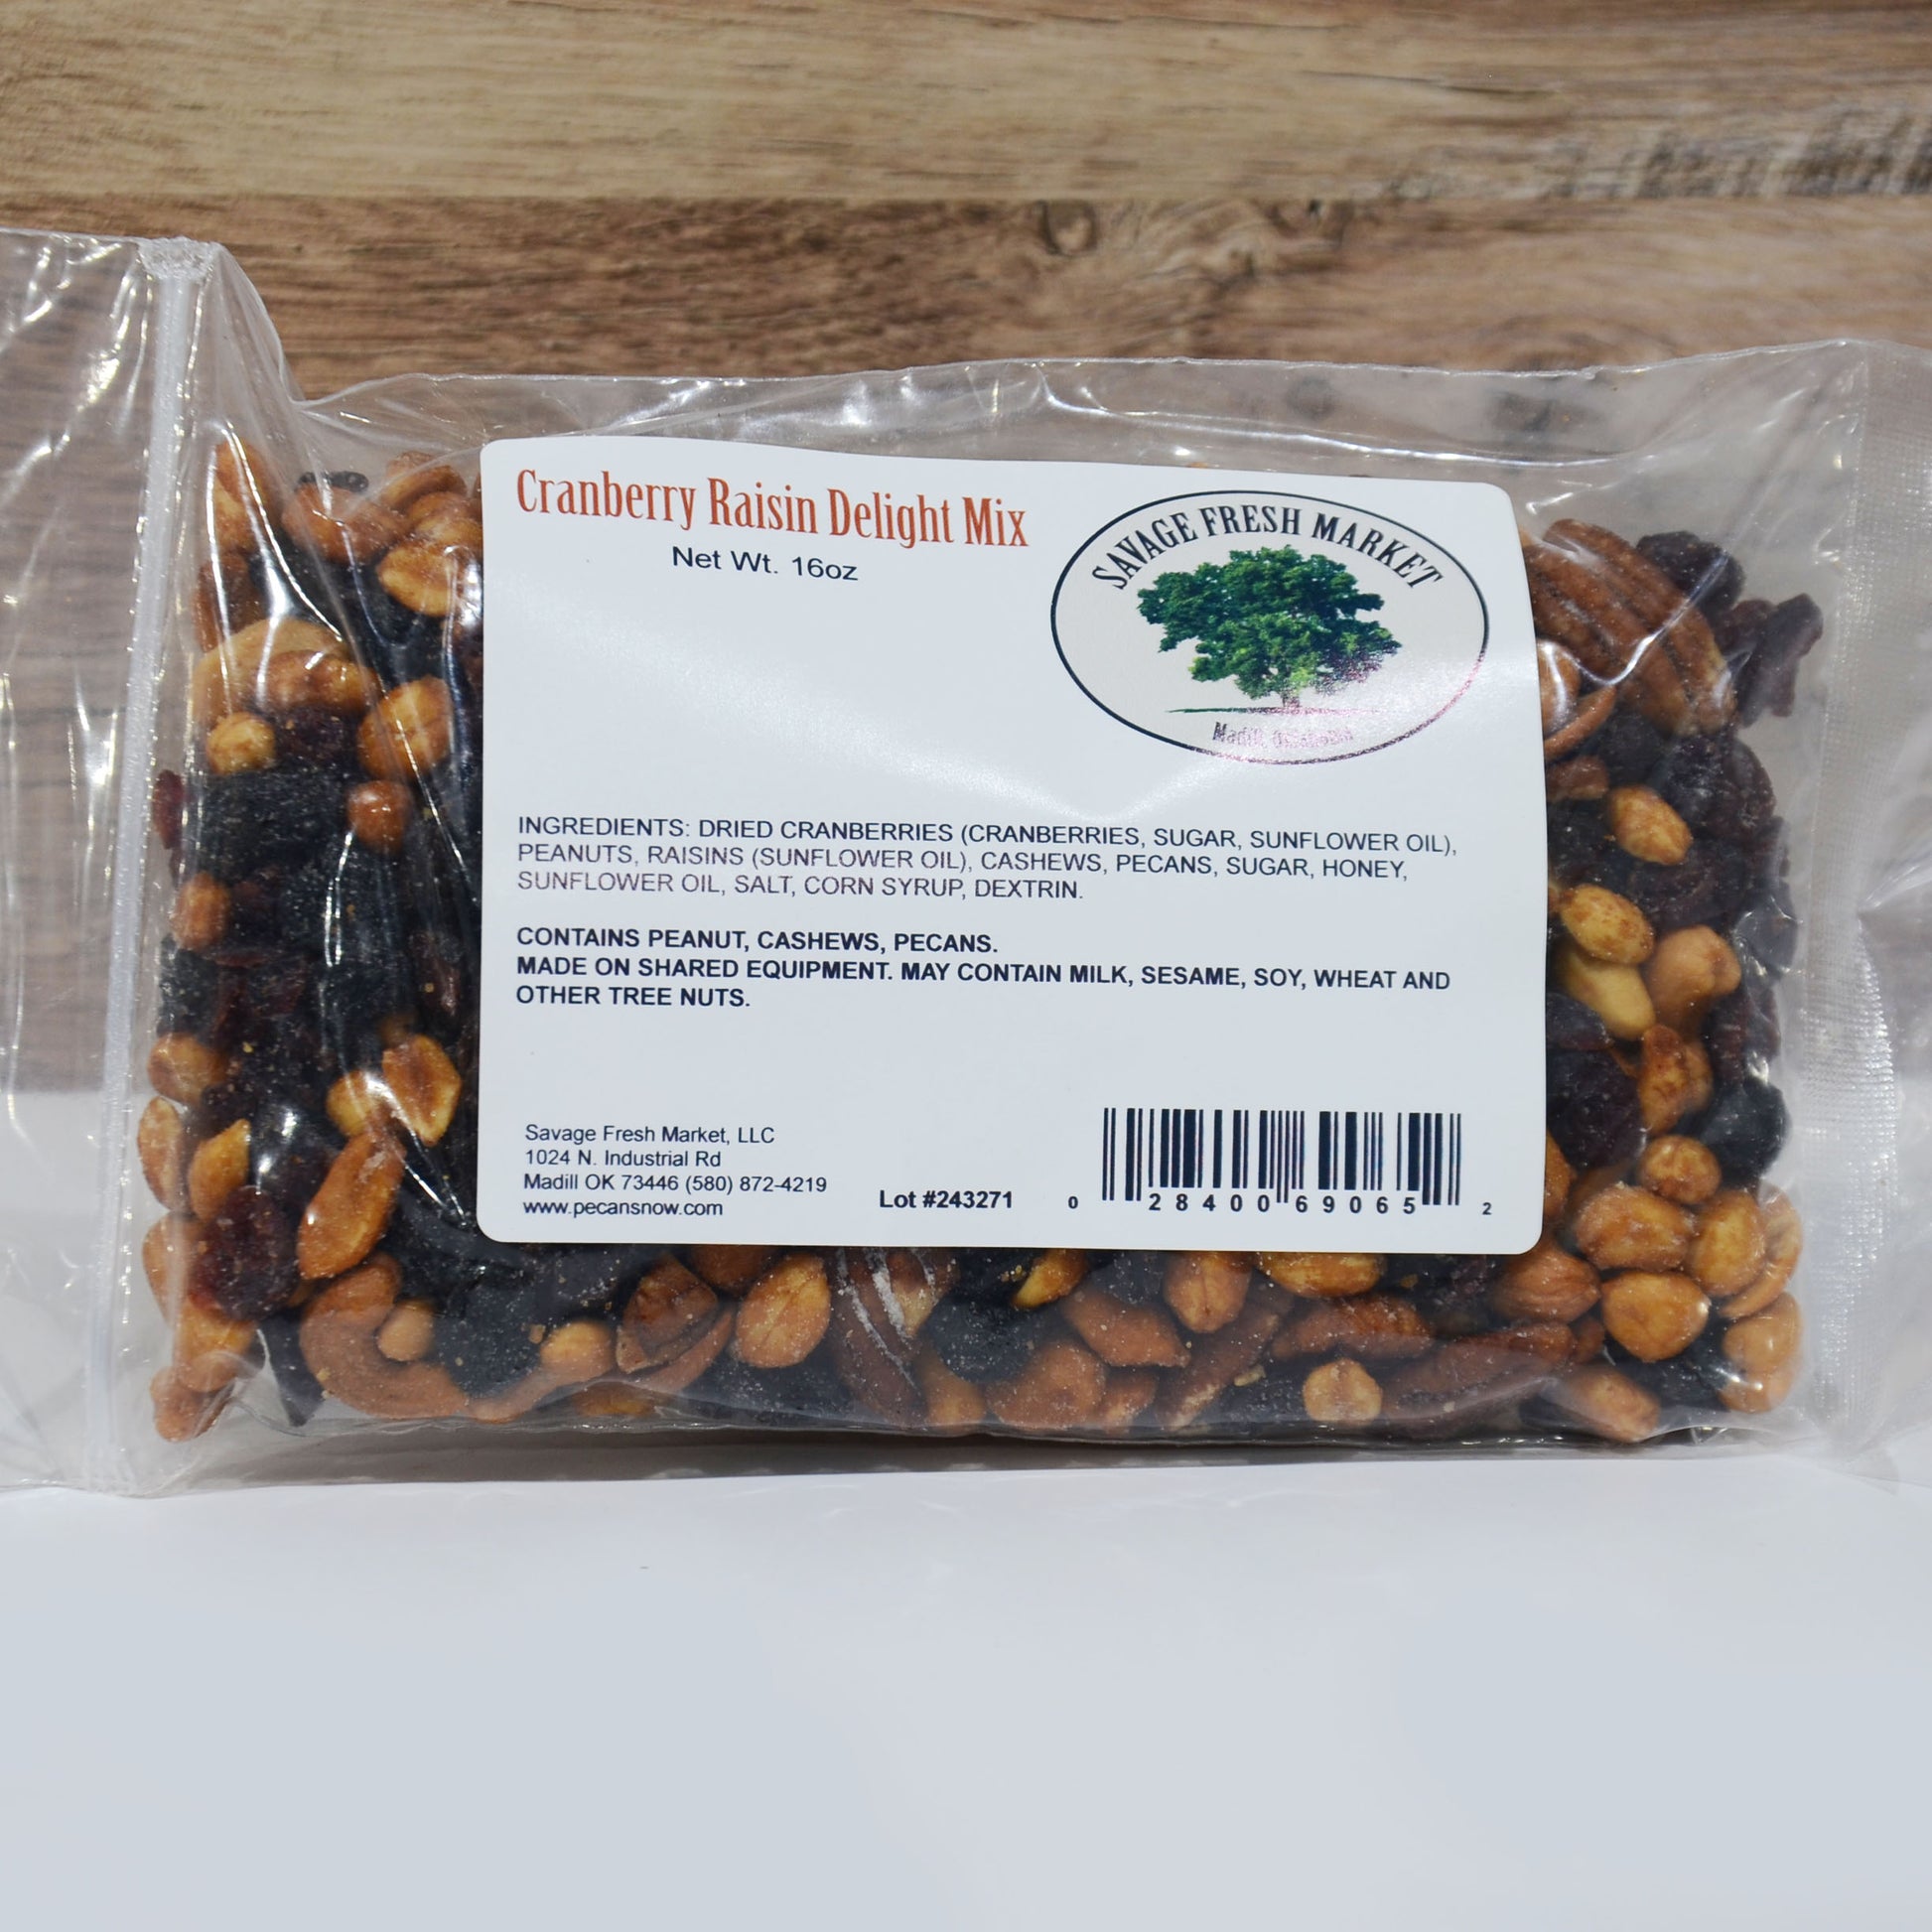 Cranberry Raisin Delight Mix
Net Wt. 16oz
SAVAGE FRESH MARKET
Madill, Oklahoma
INGREDIENTS: DRIED CRANBERRIES (CRANBERRIES, SUGAR, SUNFLOWER OIL),
PEANUTS, RAISINS (SUNFLOWER OIL), CASHEWS, PECANS, SUGAR, HONEY,
SUNFLOWER OIL, SALT, CORN SYRUP, DEXTRIN.
CONTAINS PEANUT, CASHEWS, PECANS.
MADE ON SHARED EQUIPMENT. MAY CONTAIN MILK, SESAME, SOY, WHEAT AND
OTHER TREE NUTS.
Savage Fresh Market, LLC
1024 N. Industrial Rd
Madill OK 73446 (580) 872-4219
www.pecansnow.com
Lot #243271
0 28400 69065 2